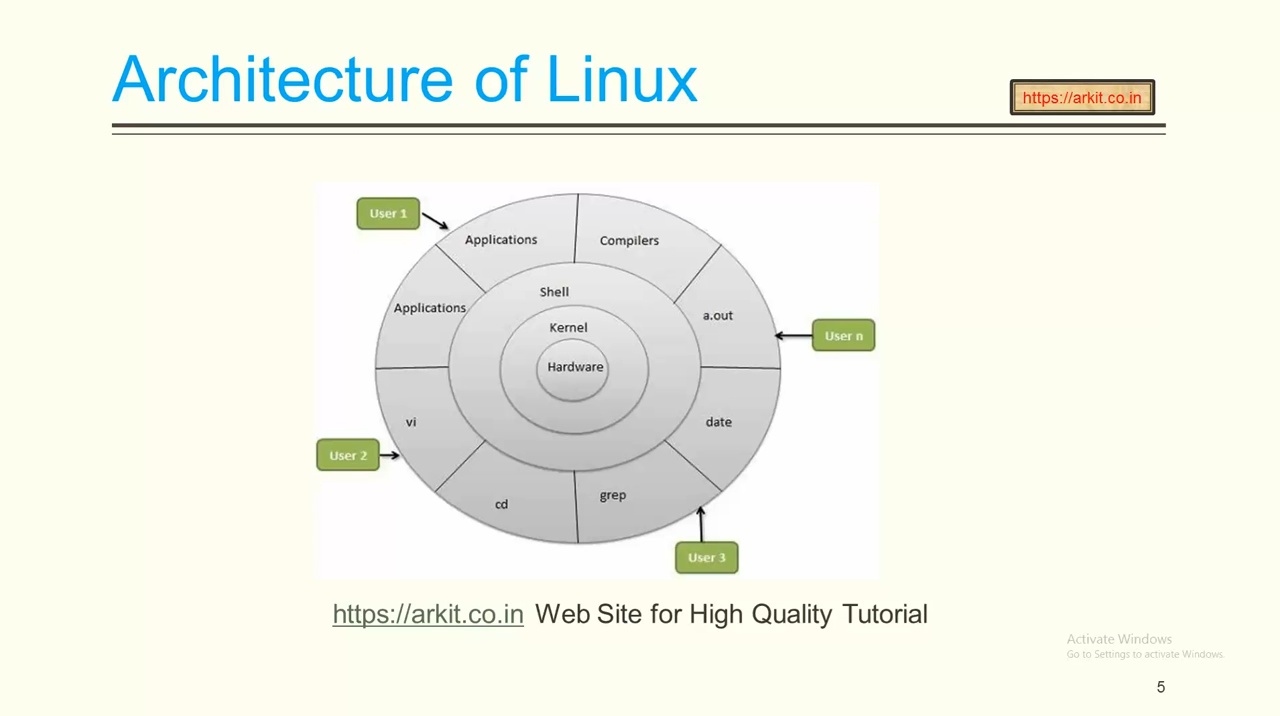 Architecture of Linux
https://arkit.co.in
User 1
Applications
Compilers
Shell
Applications
a.out
Kernel
User n
Hardware
vi
date
User 2
cd
grep
User 3
https://arkit.co.in Web Site for High Quality Tutorial
Activate Windows
Go to Settings to activate Windows.
5